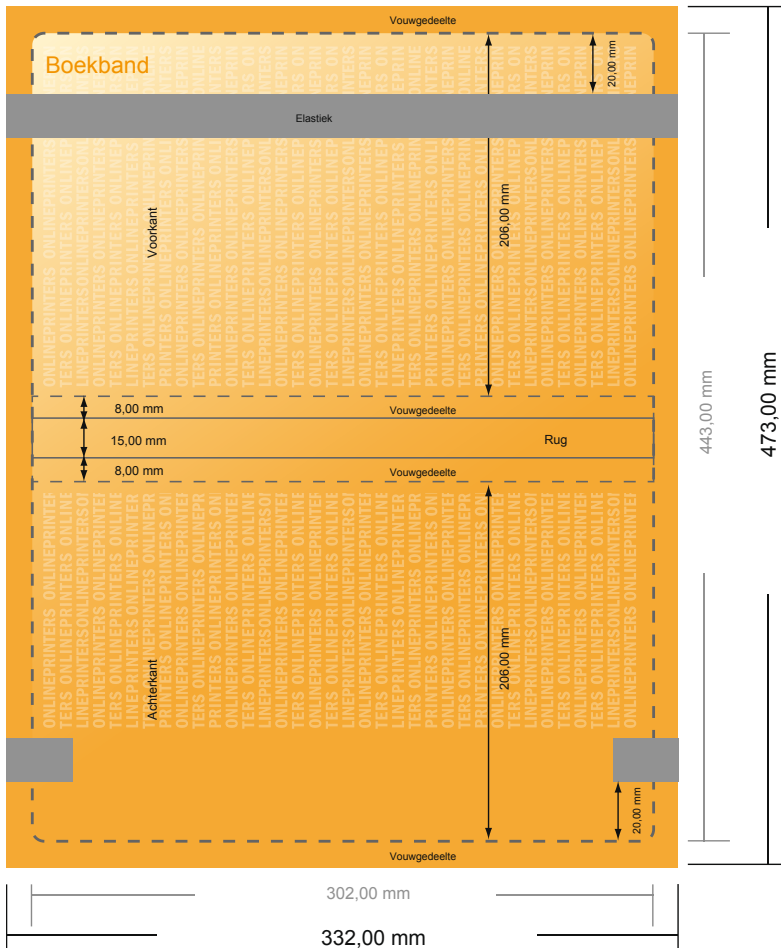 Vouwgedeelte
Boekband
20,00 mm
Elastiek
Voorkant
206,00 mm
443,00 mm
473,00 mm
8,00 mm
Vouwgedeelte
15,00 mm
Rug
8,00 mm
Vouwgedeelte
Achterkant
206,00 mm
20,00 mm
Vouwgedeelte
302,00 mm
332,00 mm